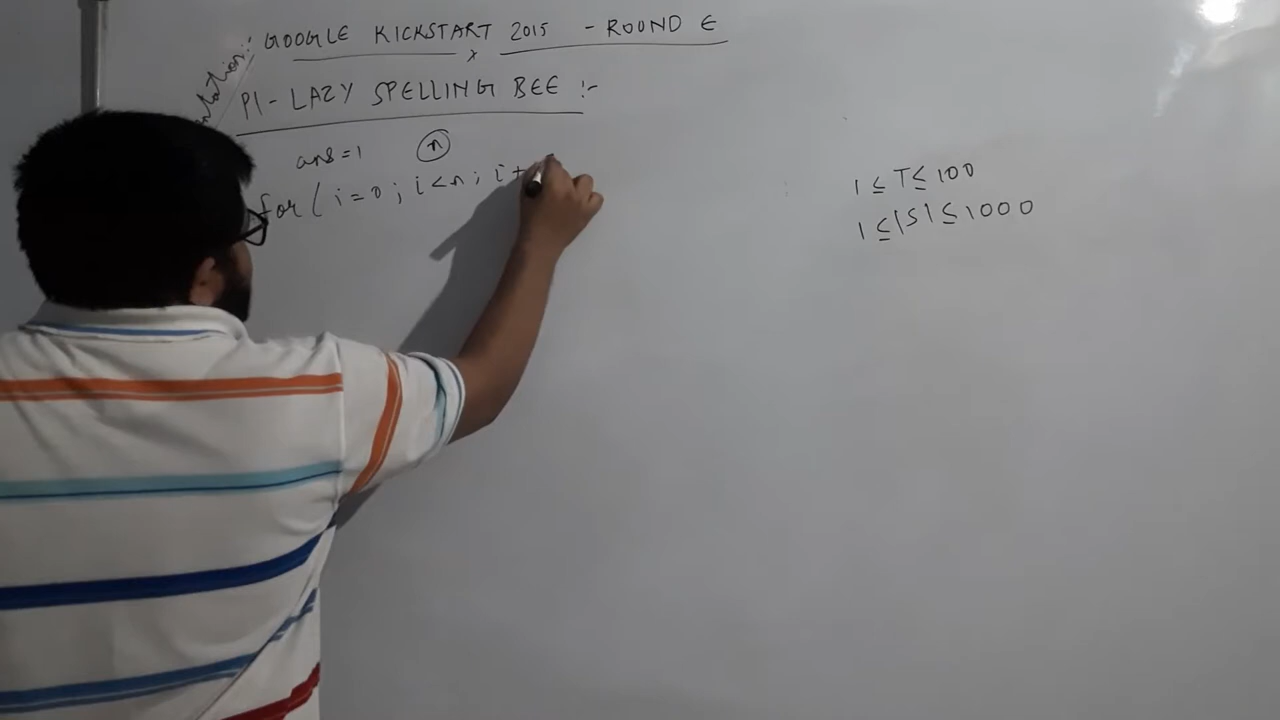 GOOGLE KICKSTART 2015 - ROUND E
P1 - LAZY SPELLING BEE :-
ans = 1 n
for ( i = 0 ; i < n ; i +
1 ≤ T ≤ 100
1 ≤ |S| ≤ 1000